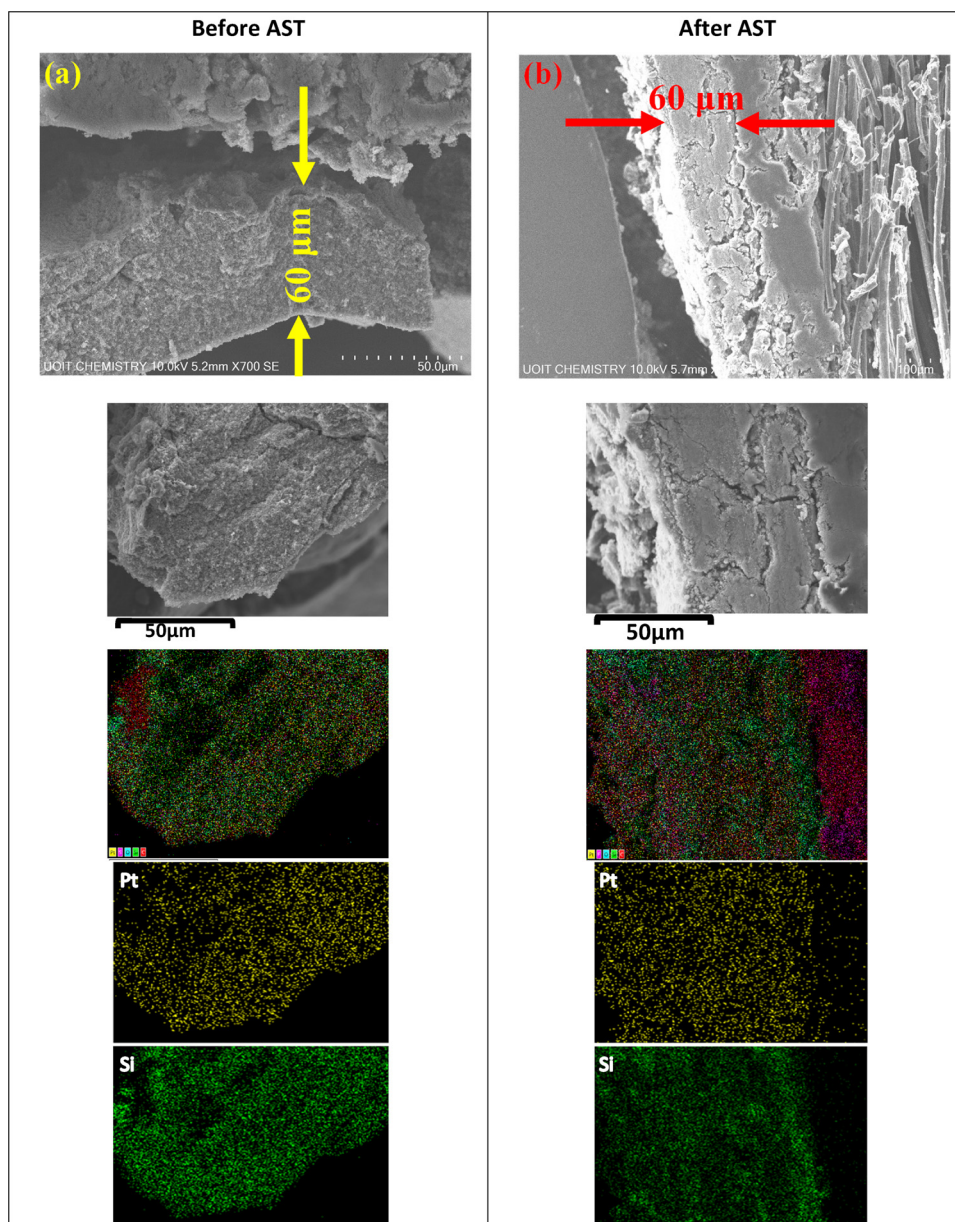 Before AST
After AST
(a)
60 µm
UOIT CHEMISTRY 10.0kV 5.2mm X700 SE
50.0µm
(b)
60 µm
UOIT CHEMISTRY 10.0kV 5.7mm
100µm
50µm
50µm
Pt
Pt
Si
Si